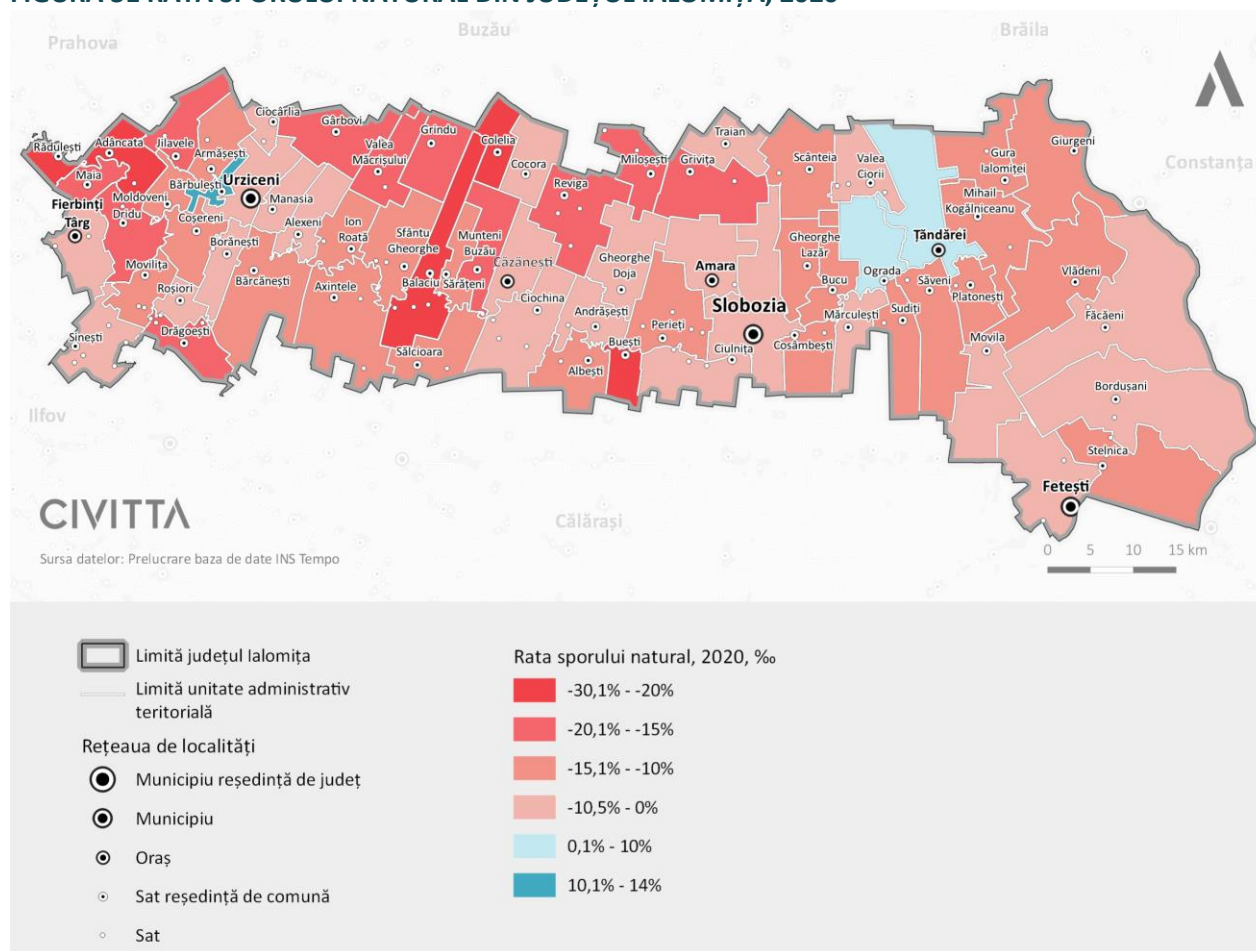 Prahova
Buzău
Brăila
Ciocârlia
Gârbovi
Grindu
Colelia
Traian
Giurgeni
Rădulești
Adâncata
Jilavele
Armășești
Valea
Măcrișului
Cocora
Miloșești
Grivița
Scânteia
Valea
Ciorii
Gura
Ialomiței
Constanța
Maia
Bărbulești
Urziceni
Reviga
Mihail
Kogălniceanu
Fierbinți
Târg
Moldoveni
Dridu
Coșereni
Manasia
Alexeni
Ion
Roată
Sfântu
Gheorghe
Munteni
Buzău
Gheorghe
Doja
Amara
Gheorghe
Lazăr
Țăndărei
Movilița
Borănești
Bărcănești
Axintele
Balaciu
Sărățeni
Căzănești
Ciochina
Slobozia
Bucu
Ograda
Săveni
Platonești
Vlădeni
Roșiori
Andrășești
Perieți
Mărculești
Sudiți
Făcăeni
Sinești
Drăgoești
Sălcioara
Albești
Buești
Ciulnița
Cosâmbești
Movila
Bordușani
Ilfov
Stelnica
Fetești
Călărași
CIVITTA
Sursa datelor: Prelucrare baza de date INS Tempo
0 5 10 15 km
Limită județul Ialomița
Limită unitate administrativ
teritorială
Rețeaua de localități
Municipiu reședință de județ
Municipiu
Oraș
Sat reședință de comună
Sat
Rata sporului natural, 2020, ‰
-30,1% - -20%
-20,1% - -15%
-15,1% - -10%
-10,5% - 0%
0,1% - 10%
10,1% - 14%